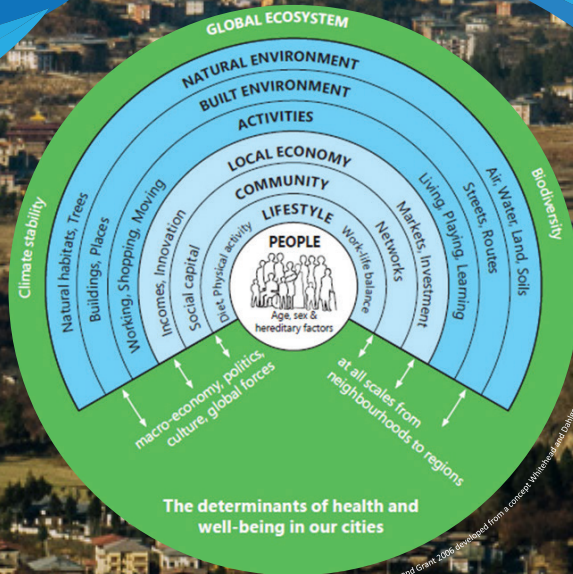 GLOBAL ECOSYSTEM
NATURAL ENVIRONMENT
BUILT ENVIRONMENT
ACTIVITIES
LOCAL ECONOMY
COMMUNITY
LIFESTYLE
PEOPLE
Age, sex &
hereditary factors
Climate stability
Natural habitats, Trees
Buildings, Places
Working, Shopping, Moving
Incomes, Innovation
Social capital
Diet Physical activity
Work-life balance
Networks
Markets, Investment
Living, Playing, Learning
Streets, Routes
Air, Water, Land, Soils
Biodiversity
macro-economy, politics,
culture, global forces
at all scales from
neighbourhoods to regions
The determinants of health and
well-being in our cities
and Grant 2006 developed from a concept Whitehead and